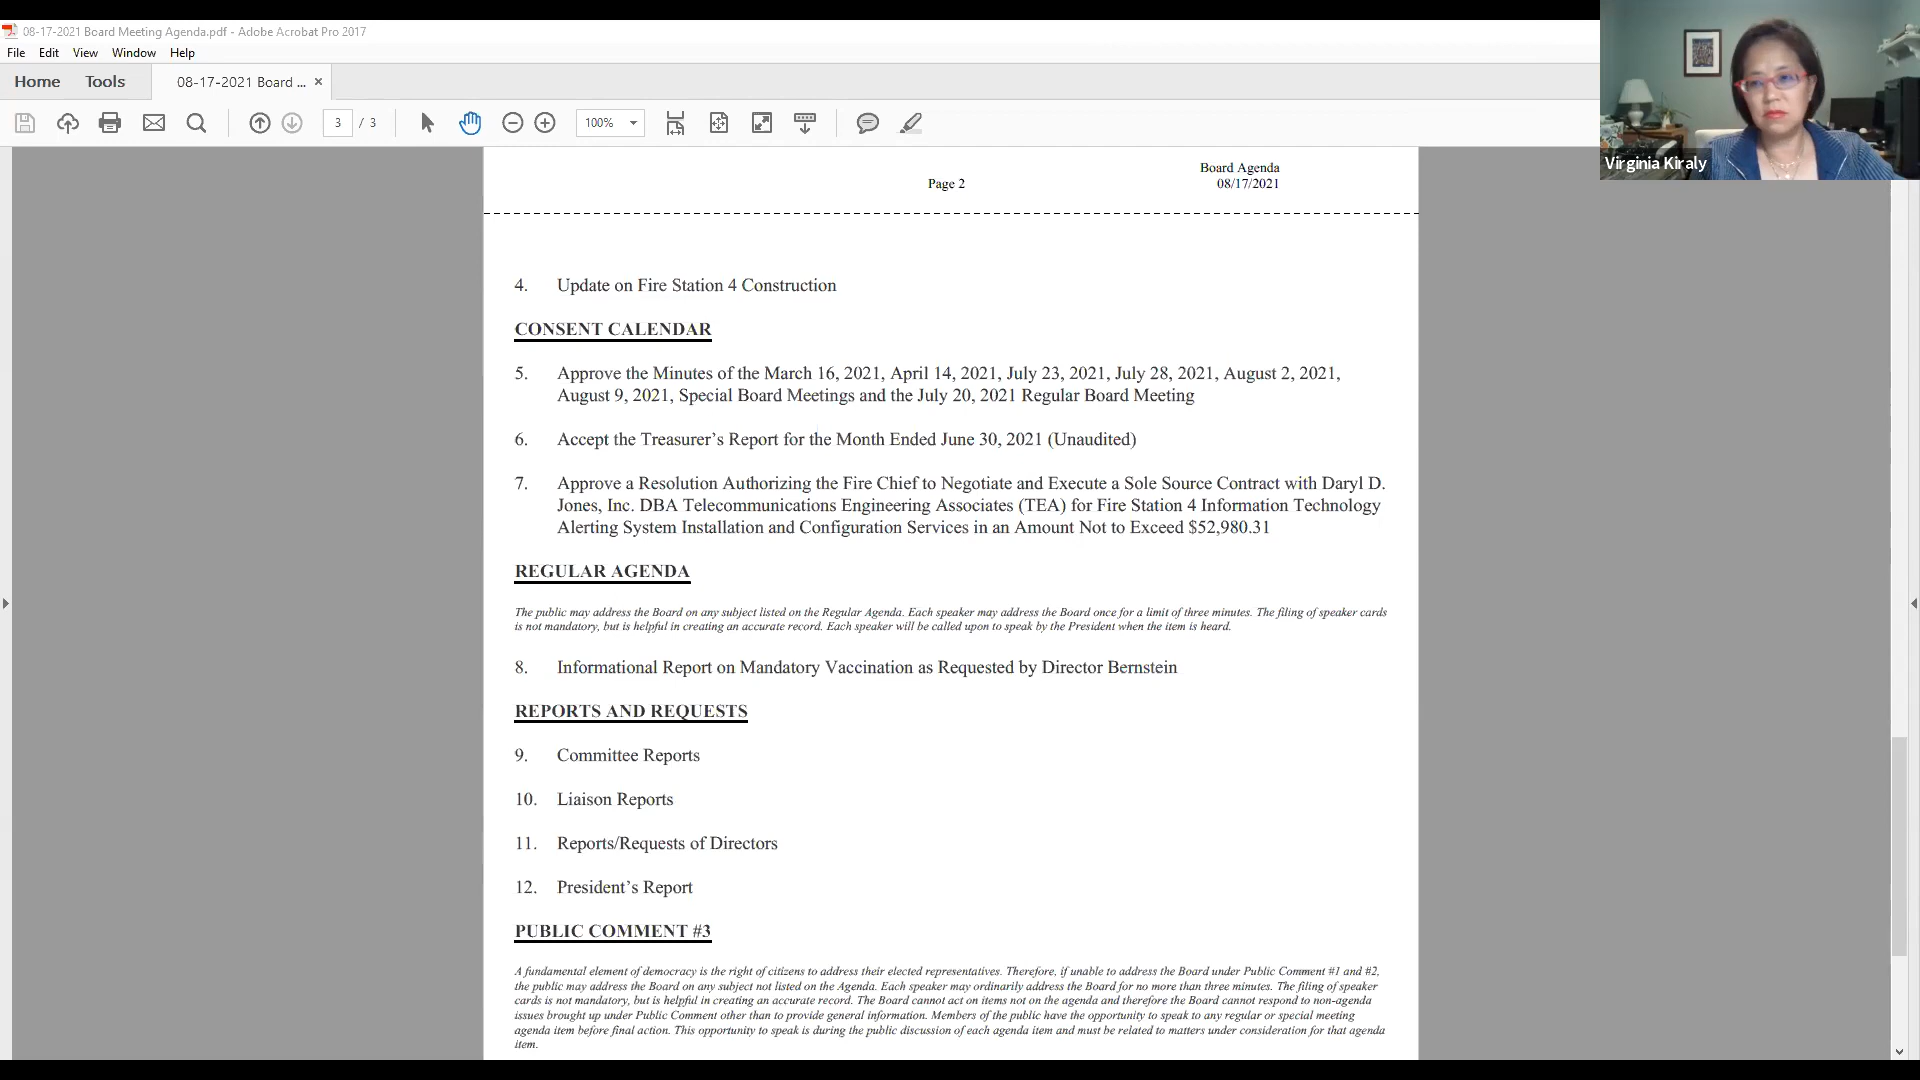 08-17-2021 Board Meeting Agenda.pdf - Adobe Acrobat Pro 2017
File Edit View Window Help
Home Tools 08-17-2021 Board ... ×
3 / 3 100%
Virginia Kiraly
Board Agenda
Page 2 08/17/2021
4. Update on Fire Station 4 Construction
CONSENT CALENDAR
5. Approve the Minutes of the March 16, 2021, April 14, 2021, July 23, 2021, July 28, 2021, August 2, 2021,
August 9, 2021, Special Board Meetings and the July 20, 2021 Regular Board Meeting
6. Accept the Treasurer’s Report for the Month Ended June 30, 2021 (Unaudited)
7. Approve a Resolution Authorizing the Fire Chief to Negotiate and Execute a Sole Source Contract with Daryl D.
Jones, Inc. DBA Telecommunications Engineering Associates (TEA) for Fire Station 4 Information Technology
Alerting System Installation and Configuration Services in an Amount Not to Exceed $52,980.31
REGULAR AGENDA
The public may address the Board on any subject listed on the Regular Agenda. Each speaker may address the Board once for a limit of three minutes. The filing of speaker cards
is not mandatory, but is helpful in creating an accurate record. Each speaker will be called upon to speak by the President when the item is heard.
8. Informational Report on Mandatory Vaccination as Requested by Director Bernstein
REPORTS AND REQUESTS
9. Committee Reports
10. Liaison Reports
11. Reports/Requests of Directors
12. President’s Report
PUBLIC COMMENT #3
A fundamental element of democracy is the right of citizens to address their elected representatives. Therefore, if unable to address the Board under Public Comment #1 and #2,
the public may address the Board on any subject not listed on the Agenda. Each speaker may ordinarily address the Board for no more than three minutes. The filing of speaker
cards is not mandatory, but is helpful in creating an accurate record. The Board cannot act on items not on the agenda and therefore the Board cannot respond to non-agenda
issues brought up under Public Comment other than to provide general information. Members of the public have the opportunity to speak to any regular or special meeting
agenda item before final action. This opportunity to speak is during the public discussion of each agenda item and must be related to matters under consideration for that agenda
item.